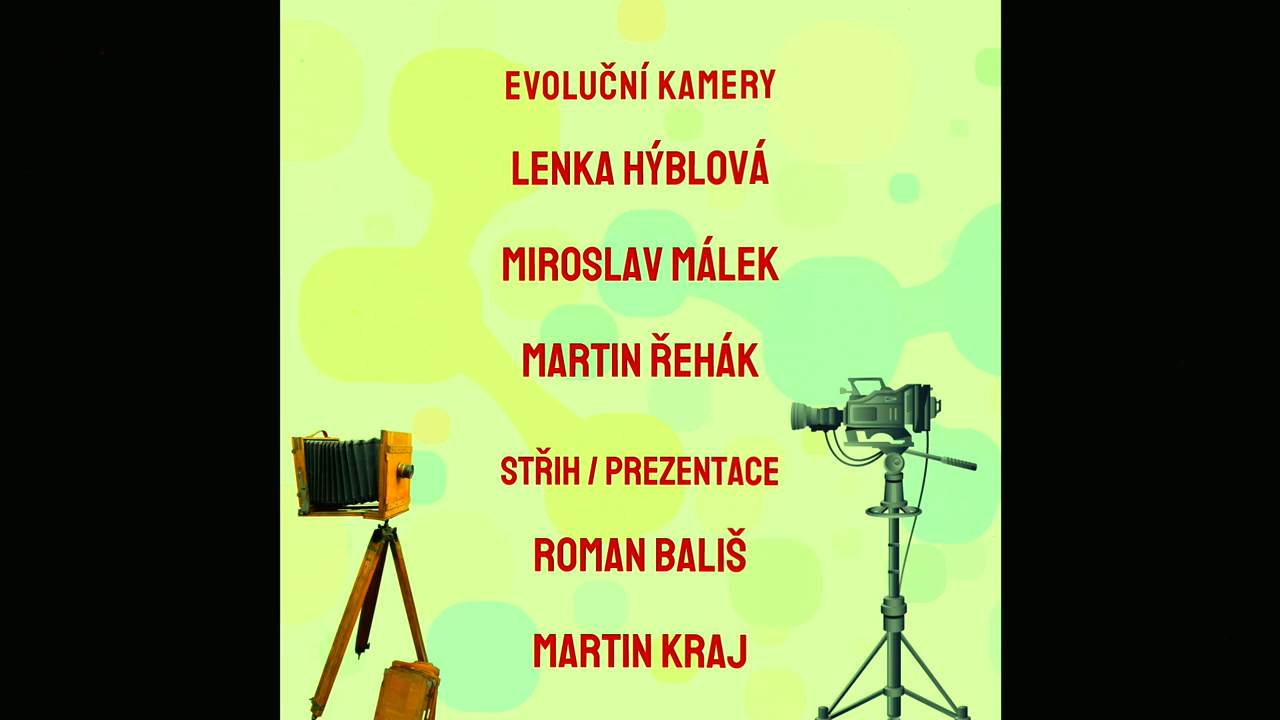 EVOLUČNÍ KAMERY
LENKA HÝBLOVÁ
MIROSLAV MÁLEK
MARTIN ŘEHÁK
STŘIH / PREZENTACE
ROMAN BALIŠ
MARTIN KRAJ